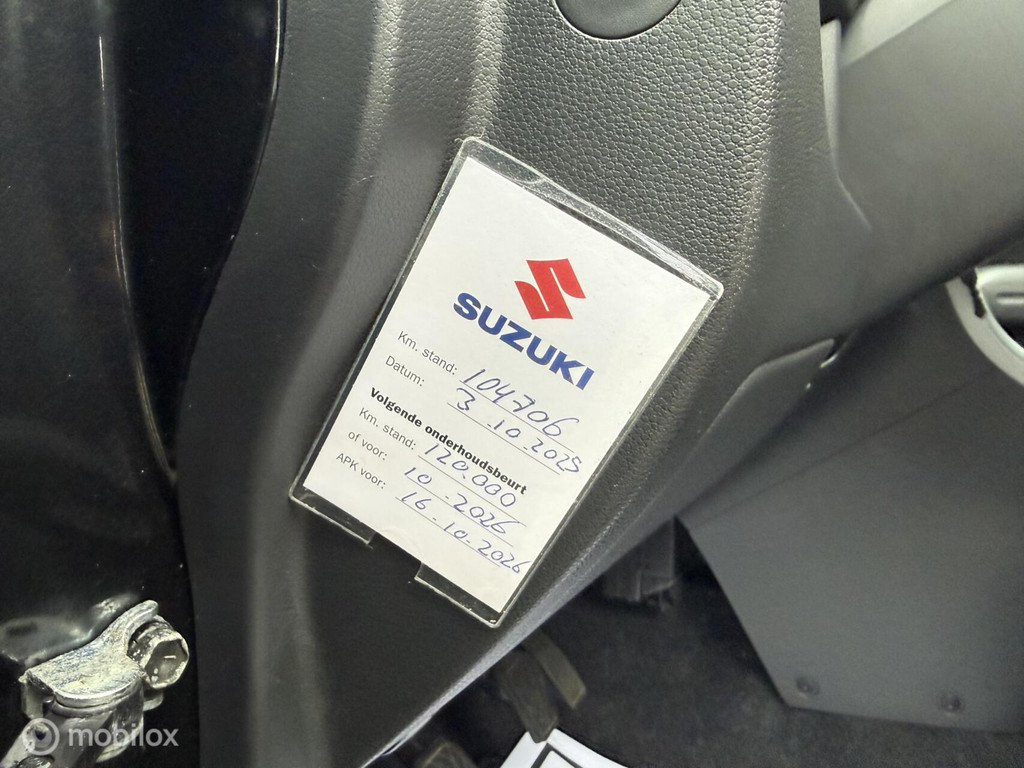 SUZUKI
Km. stand: 104706
Datum: 3-10.2025
Volgende onderhoudsbeurt
Km. stand: 120.000
of voor: 10-2026
APK voor: 16-10.2026
mobilox